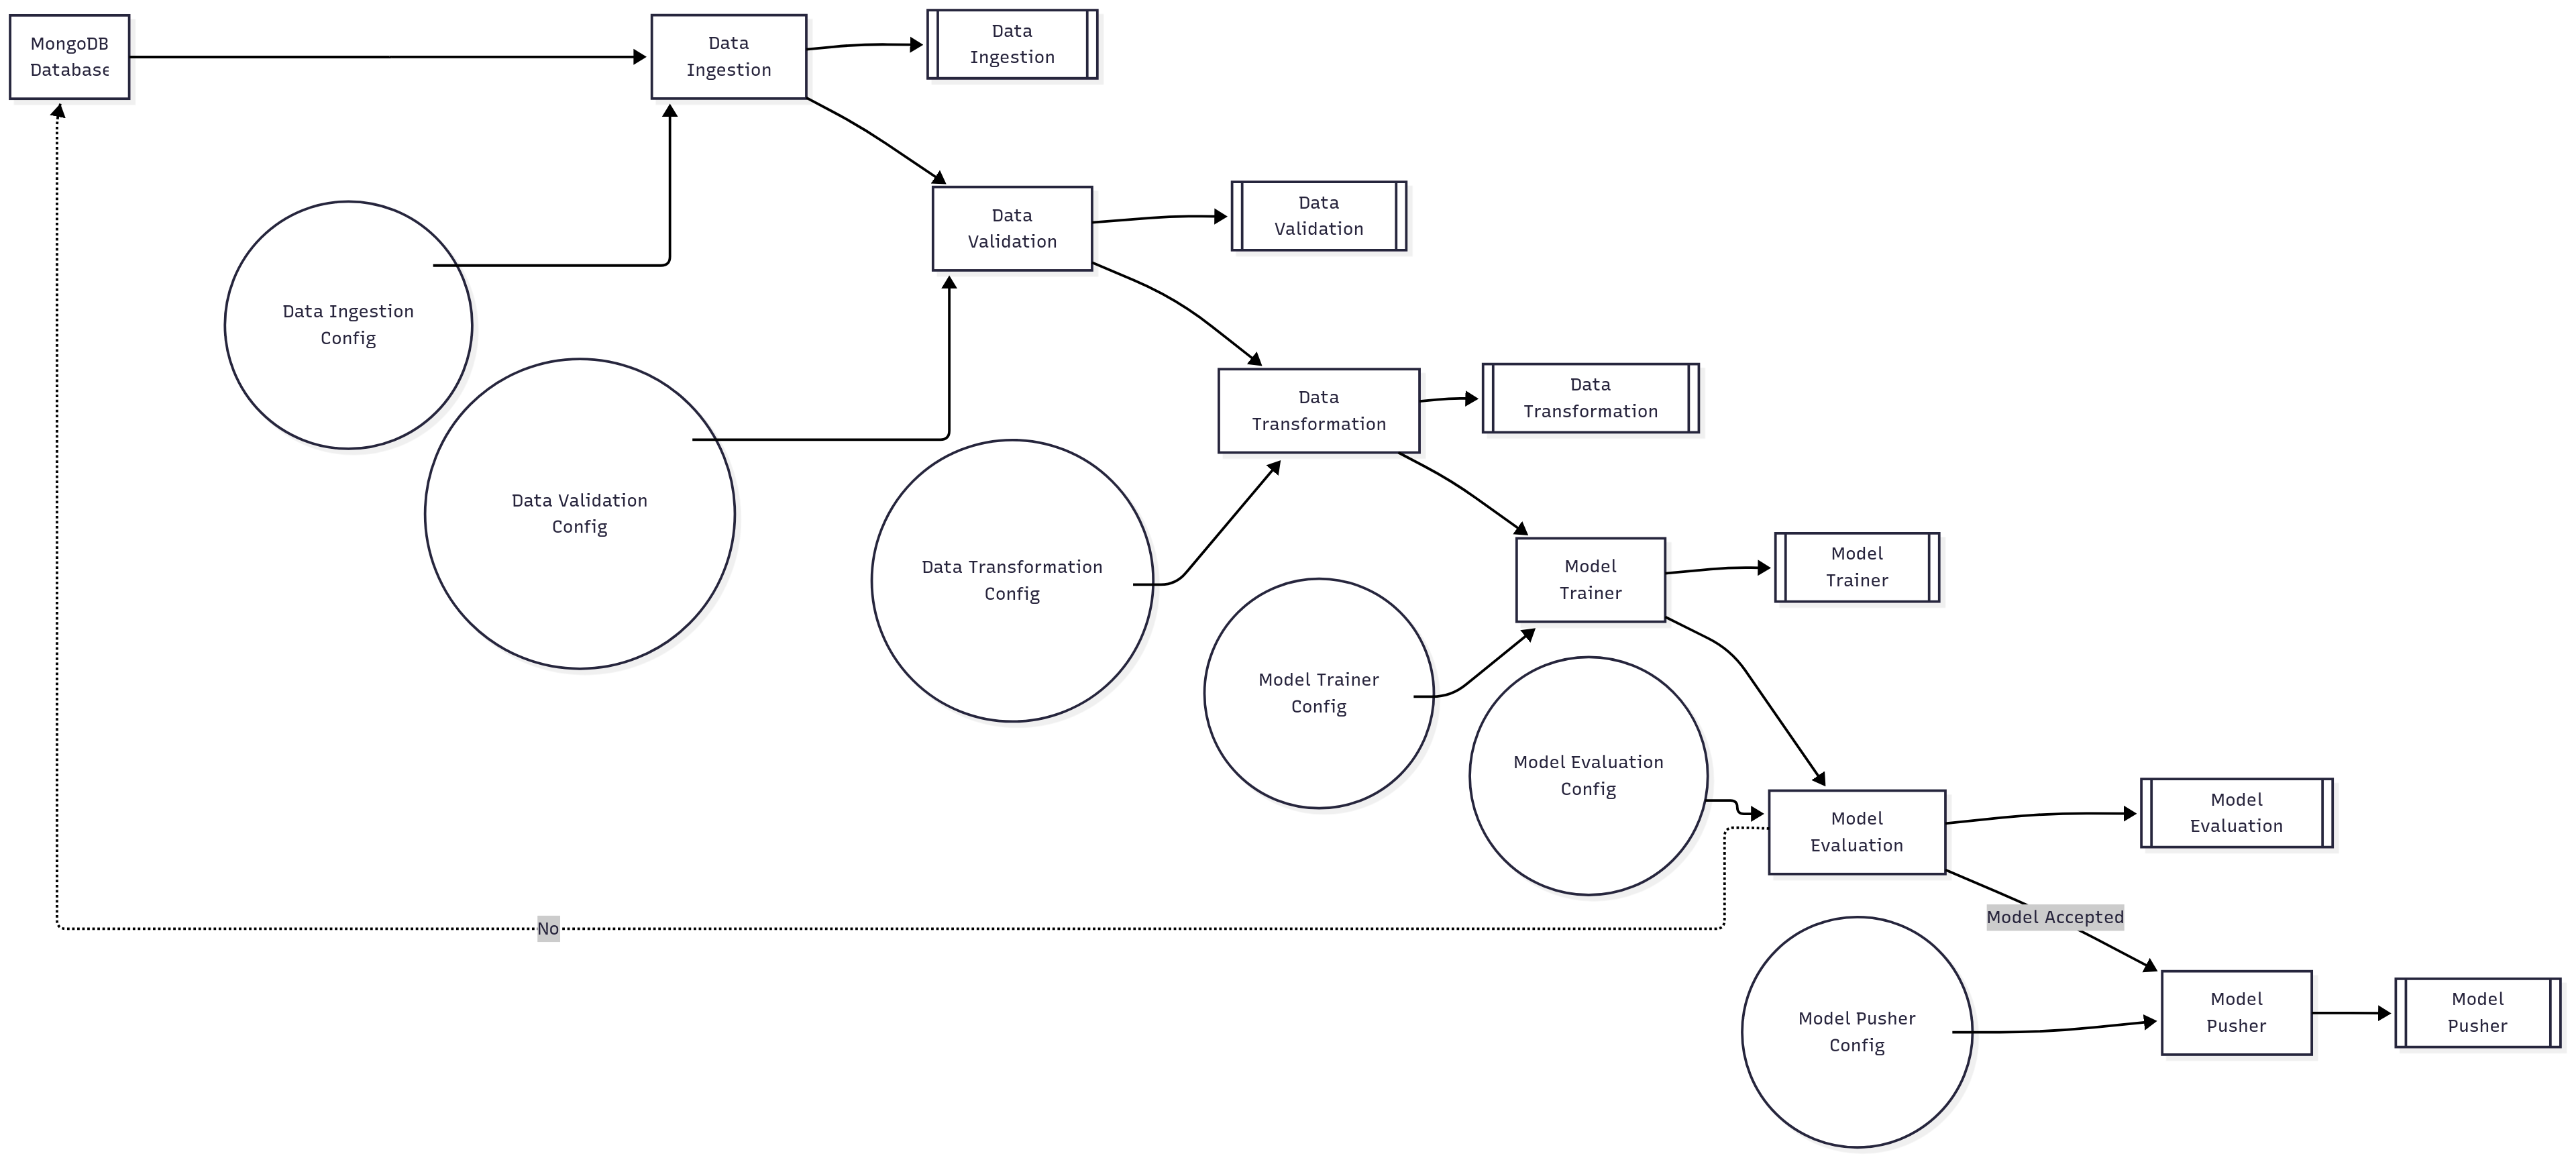 MongoDB
Database
Data
Ingestion
Data
Ingestion
Data
Validation
Data
Validation
Data Ingestion
Config
Data
Transformation
Data
Transformation
Data Validation
Config
Data Transformation
Config
Model
Trainer
Model
Trainer
Model Trainer
Config
Model Evaluation
Config
Model
Evaluation
Model
Evaluation
No
Model Accepted
Model Pusher
Config
Model
Pusher
Model
Pusher